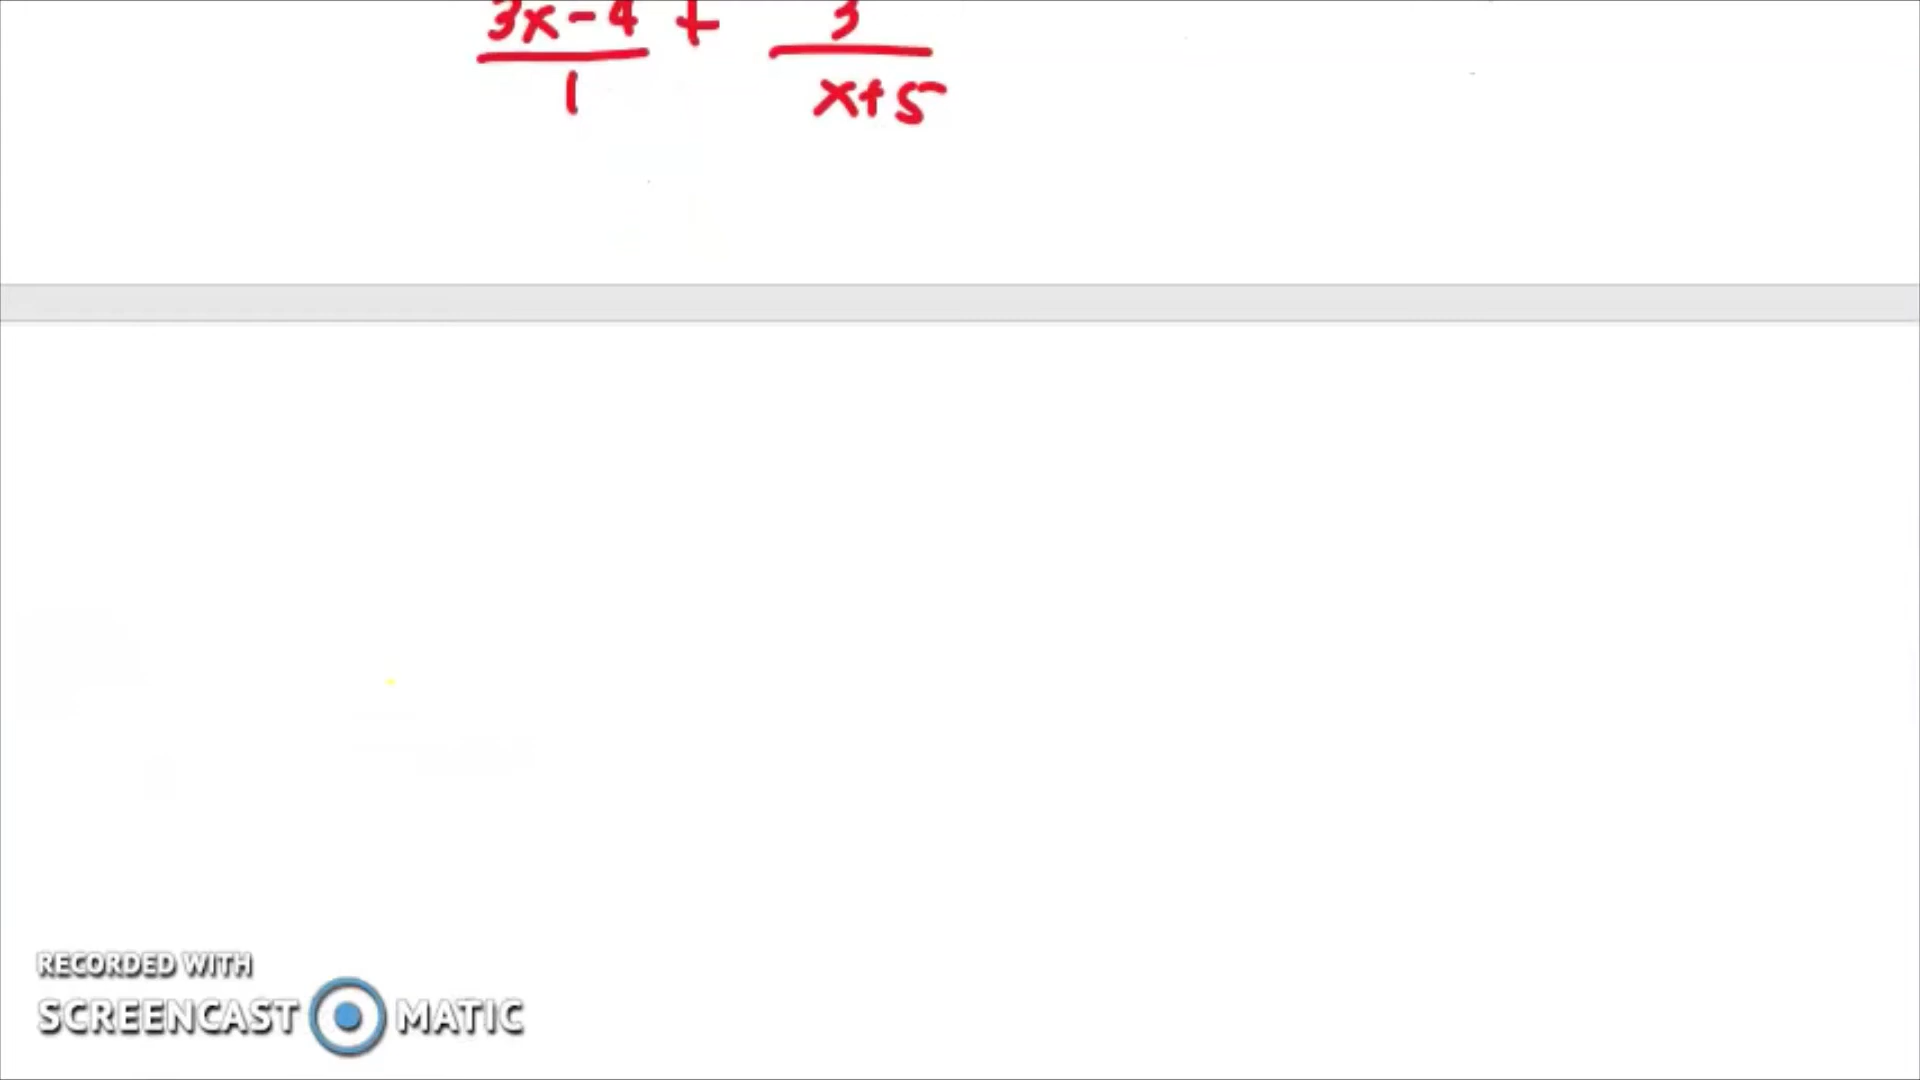 3x-4 + 3
1 x+5
RECORDED WITH
SCREENCAST MATIC